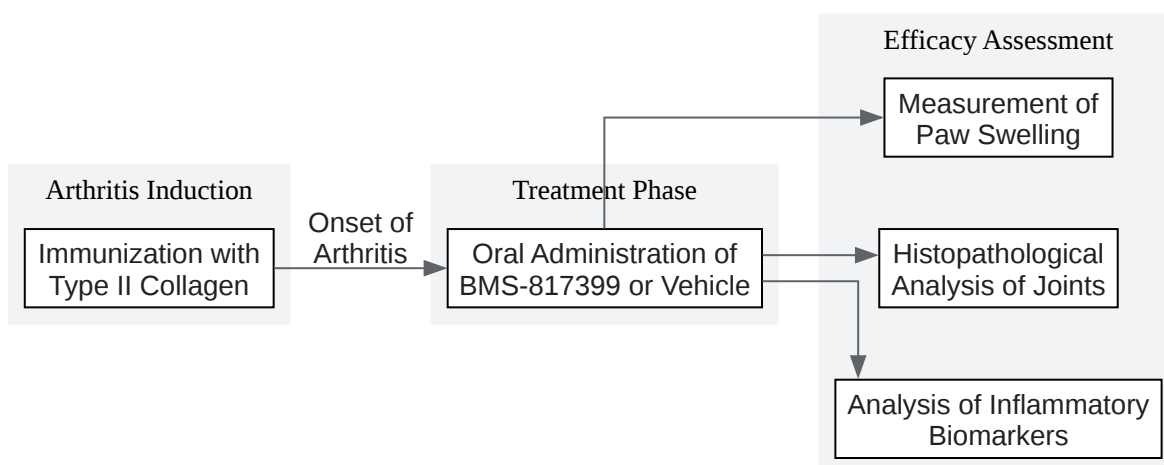 Arthritis Induction
Immunization with
Type II Collagen
Onset of
Arthritis
Treatment Phase
Oral Administration of
BMS-817399 or Vehicle
Efficacy Assessment
Measurement of
Paw Swelling
Histopathological
Analysis of Joints
Analysis of Inflammatory
Biomarkers